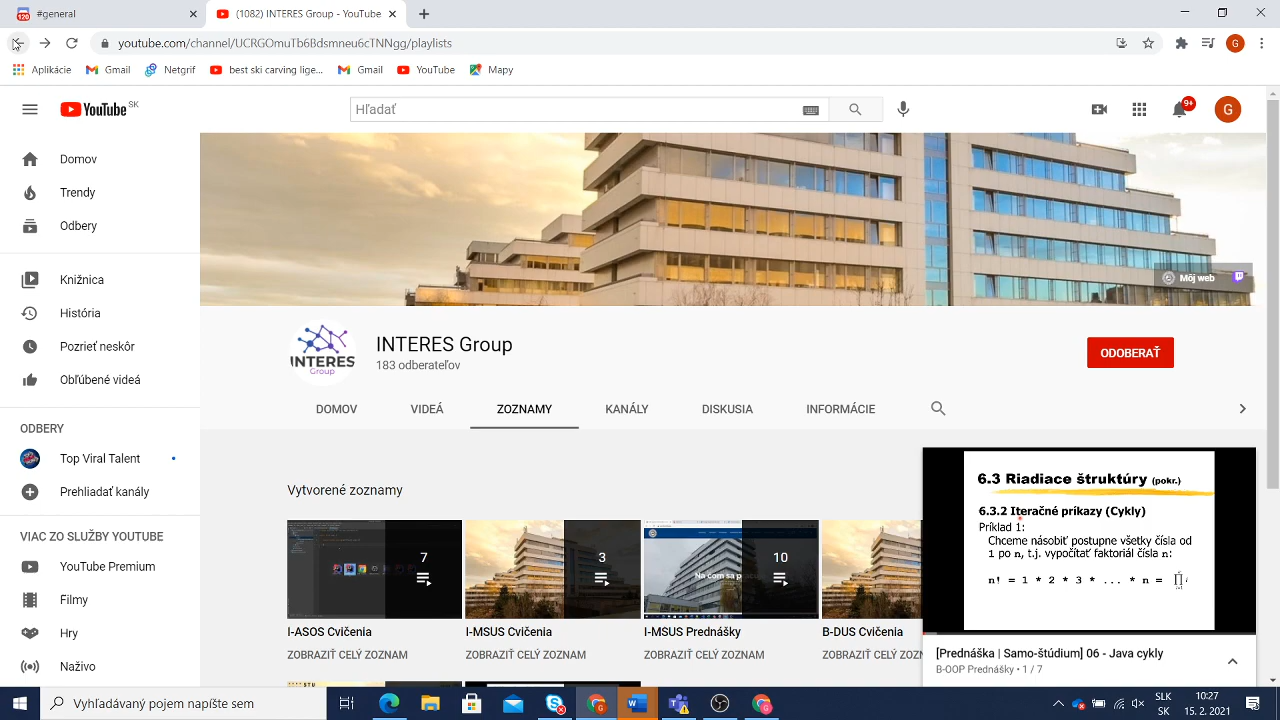 #general
(1082) INTERES Group - YouTube
120
youtube.com/channel/UCRGOmuTb6Bdsmneu6cTNNgg/playlists
G
Aplikácie
Gmail
Netgrif
best ski carving lige...
Gmail
YouTube
Mapy
YouTube SK
Hľadať
9+
G
Domov
Trendy
Odbery
Knižnica
História
Pozrieť neskôr
Obľúbené videá
ODBERY
Top Viral Talent
Prehliadať kanály
VIAC ZO SLUŽBY YOUTUBE
YouTube Premium
Filmy
Hry
Naživo
Môj web
INTERES
Group
INTERES Group
183 odberateľov
ODOBERAŤ
DOMOV VIDEÁ ZOZNAMY KANÁLY DISKUSIA INFORMÁCIE
Vytvorené zoznamy
7
3
Na čom sa p
10
I-ASOS Cvičenia
I-MSUS Cvičenia
I-MSUS Prednášky
B-DUS Cvičenia
ZOBRAZIŤ CELÝ ZOZNAM
ZOBRAZIŤ CELÝ ZOZNAM
ZOBRAZIŤ CELÝ ZOZNAM
ZOBRAZIŤ CELÝ ZOZN
6.3 Riadiace štruktúry (pokr.)
6.3.2 Iteračné príkazy (Cykly)
Príklad 1:
Chceme násobiť postupne všetky čísla od
1 po n, t.j. vypočítať faktoriál čísla n:
n! = 1 * 2 * 3 * ... * n =
[Prednáška | Samo-štúdium] 06 - Java cykly
B-OOP Prednášky • 1 / 7
Vyhľadávaný pojem napíšte sem
SLK
SK
10:27
15. 2. 2021